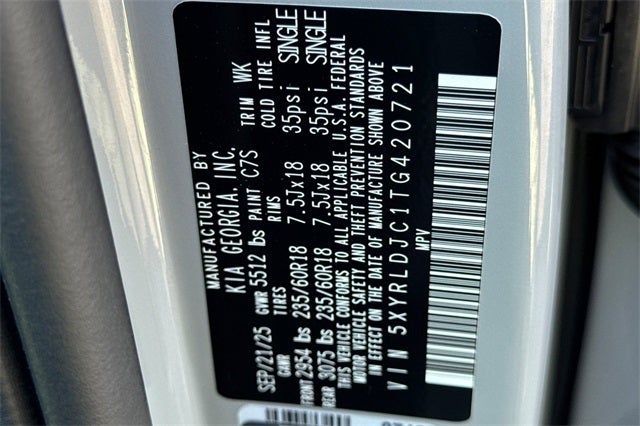 MANUFACTURED BY
KIA GEORGIA, INC.
SEP/21/25 GVWR 5512 lbs PAINT C7S TRIM WK
GAWR TIRES RIMS COLD TIRE INFL
FRONT 2954 lbs 235/60R18 7.5Jx18 35psi SINGLE
REAR 3075 lbs 235/60R18 7.5Jx18 35psi SINGLE
THIS VEHICLE CONFORMS TO ALL APPLICABLE U.S.A. FEDERAL
MOTOR VEHICLE SAFETY AND THEFT PREVENTION STANDARDS
IN EFFECT ON THE DATE OF MANUFACTURE SHOWN ABOVE
VIN 5XYRLDJC1TG420721
MPV